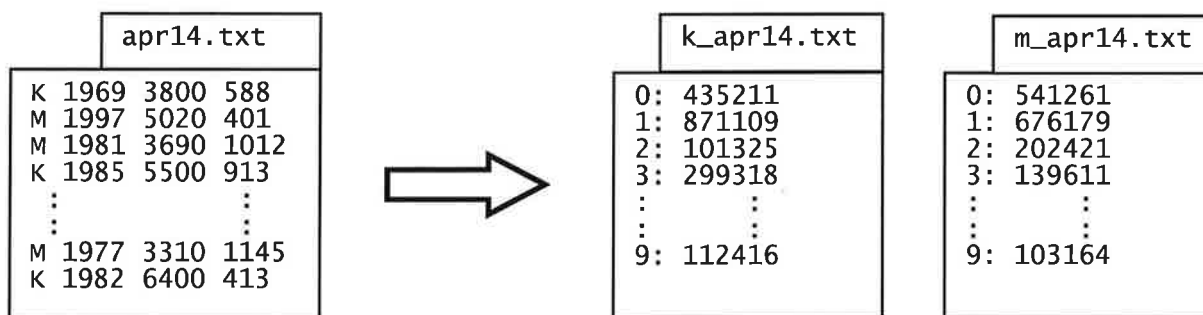 apr14.txt
K 1969 3800 588
M 1997 5020 401
M 1981 3690 1012
K 1985 5500 913
: :
: :
M 1977 3310 1145
K 1982 6400 413
k_apr14.txt
0: 435211
1: 871109
2: 101325
3: 299318
: :
: :
9: 112416
m_apr14.txt
0: 541261
1: 676179
2: 202421
3: 139611
: :
: :
9: 103164